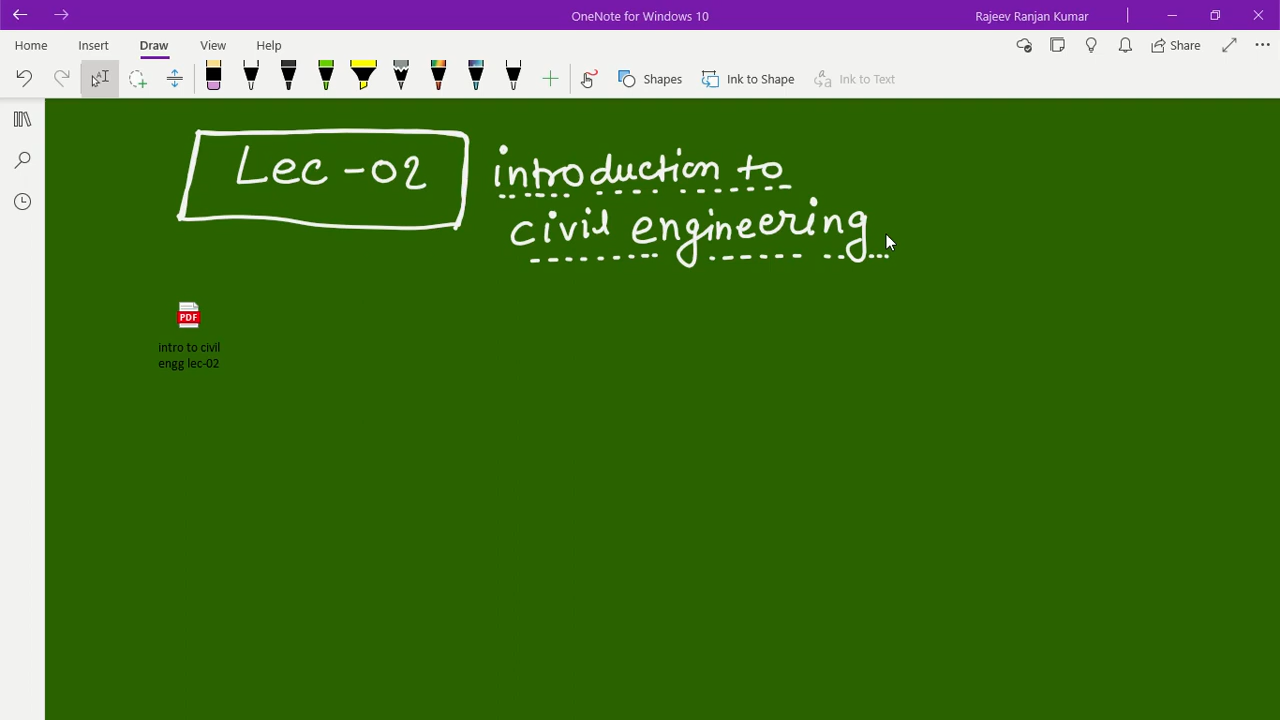 OneNote for Windows 10
Rajeev Ranjan Kumar
Home Insert Draw View Help
Share
Shapes
Ink to Shape
Ink to Text
Lec - 02
introduction to
civil engineering
PDF
intro to civil
engg lec-02